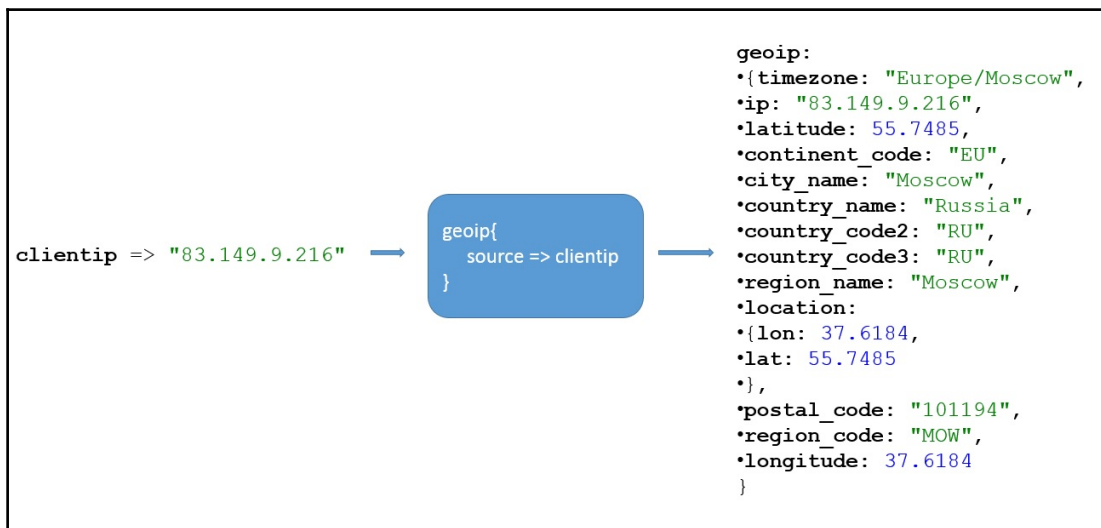 clientip => "83.149.9.216"
geoip{
source => clientip
}
geoip:
•{timezone: "Europe/Moscow",
•ip: "83.149.9.216",
•latitude: 55.7485,
•continent_code: "EU",
•city_name: "Moscow",
•country_name: "Russia",
•country_code2: "RU",
•country_code3: "RU",
•region_name: "Moscow",
•location:
•{lon: 37.6184,
•lat: 55.7485
•},
•postal_code: "101194",
•region_code: "MOW",
•longitude: 37.6184
}